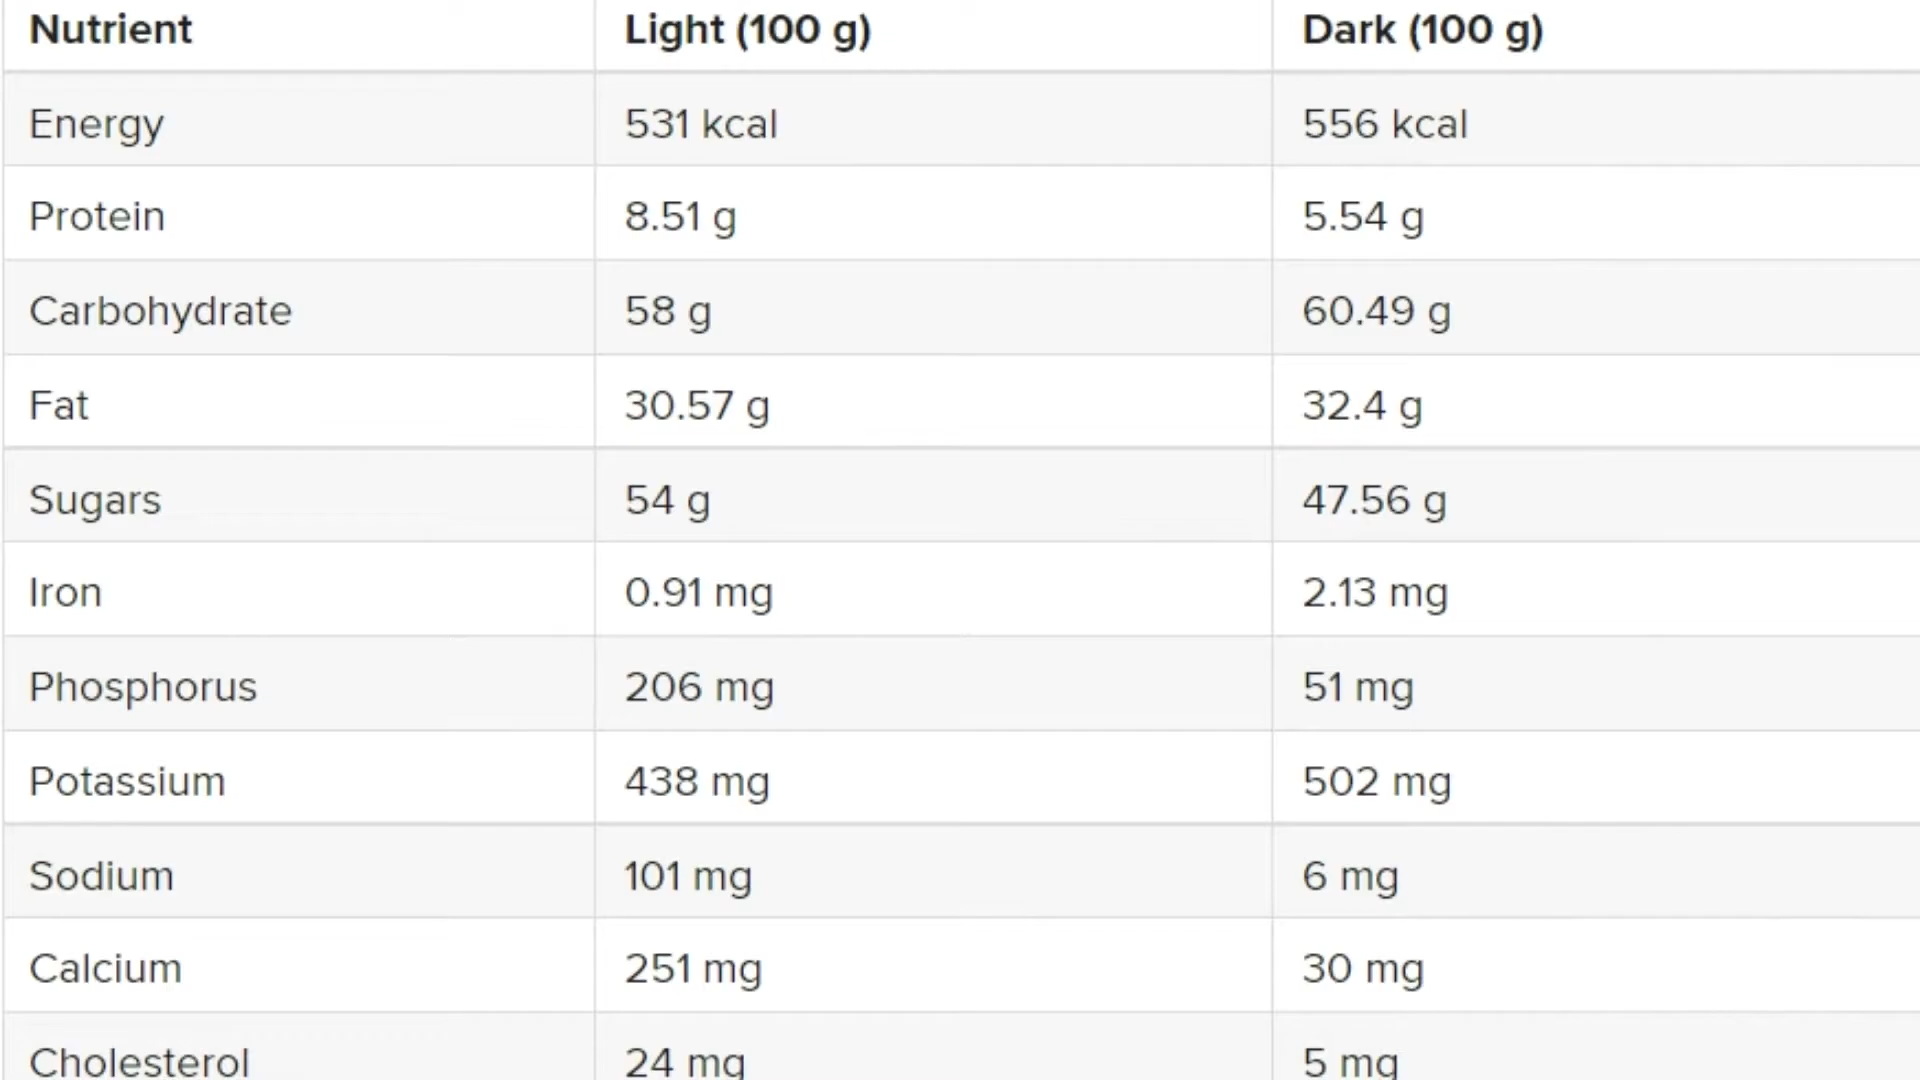 Nutrient Light (100 g) Dark (100 g)
Energy 531 kcal 556 kcal
Protein 8.51 g 5.54 g
Carbohydrate 58 g 60.49 g
Fat 30.57 g 32.4 g
Sugars 54 g 47.56 g
Iron 0.91 mg 2.13 mg
Phosphorus 206 mg 51 mg
Potassium 438 mg 502 mg
Sodium 101 mg 6 mg
Calcium 251 mg 30 mg
Cholesterol 24 mg 5 mg